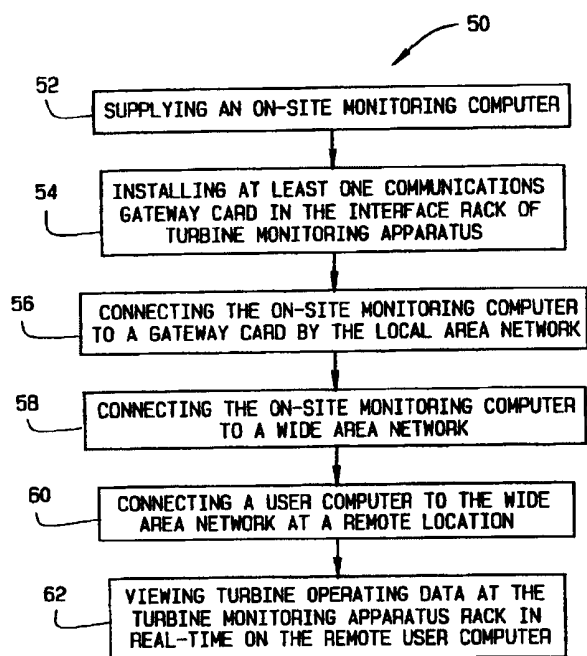 50
52
SUPPLYING AN ON-SITE MONITORING COMPUTER
54
INSTALLING AT LEAST ONE COMMUNICATIONS
GATEWAY CARD IN THE INTERFACE RACK OF
TURBINE MONITORING APPARATUS
56
CONNECTING THE ON-SITE MONITORING COMPUTER
TO A GATEWAY CARD BY THE LOCAL AREA NETWORK
58
CONNECTING THE ON-SITE MONITORING COMPUTER
TO A WIDE AREA NETWORK
60
CONNECTING A USER COMPUTER TO THE WIDE
AREA NETWORK AT A REMOTE LOCATION
62
VIEWING TURBINE OPERATING DATA AT THE
TURBINE MONITORING APPARATUS RACK IN
REAL-TIME ON THE REMOTE USER COMPUTER